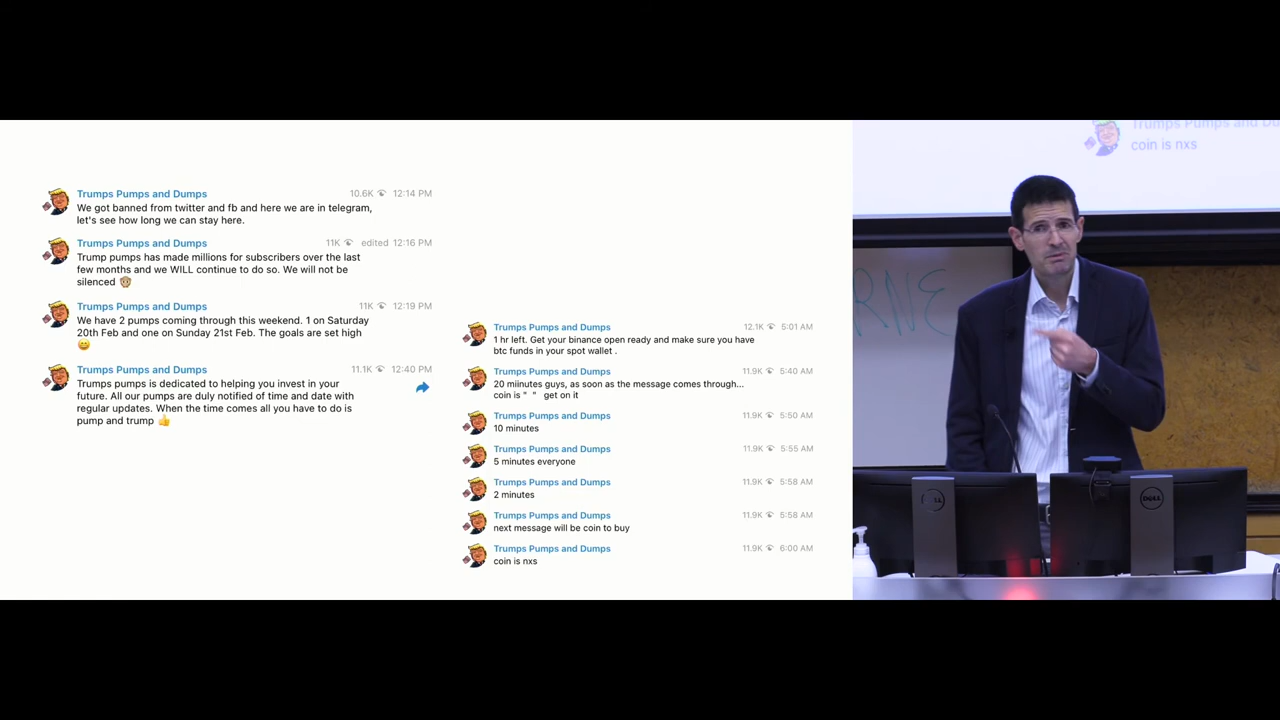 Trumps Pumps and Dumps 10.6K 12:14 PM
We got banned from twitter and fb and here we are in telegram,
let's see how long we can stay here.
Trumps Pumps and Dumps 11K edited 12:16 PM
Trump pumps has made millions for subscribers over the last
few months and we WILL continue to do so. We will not be
silenced 🙊
Trumps Pumps and Dumps 11K 12:19 PM
We have 2 pumps coming through this weekend. 1 on Saturday
20th Feb and one on Sunday 21st Feb. The goals are set high
😄
Trumps Pumps and Dumps 11.1K 12:40 PM
Trumps pumps is dedicated to helping you invest in your
future. All our pumps are duly notified of time and date with
regular updates. When the time comes all you have to do is
pump and trump 👍
Trumps Pumps and Dumps 12.1K 5:01 AM
1 hr left. Get your binance open ready and make sure you have
btc funds in your spot wallet .
Trumps Pumps and Dumps 11.9K 5:40 AM
20 miinutes guys, as soon as the message comes through...
coin is " " get on it
Trumps Pumps and Dumps 11.9K 5:50 AM
10 minutes
Trumps Pumps and Dumps 11.9K 5:55 AM
5 minutes everyone
Trumps Pumps and Dumps 11.9K 5:58 AM
2 minutes
Trumps Pumps and Dumps 11.9K 5:58 AM
next message will be coin to buy
Trumps Pumps and Dumps 11.9K 6:00 AM
coin is nxs
Trumps Pumps and Du
coin is nxs
RNE
DELL
DELL